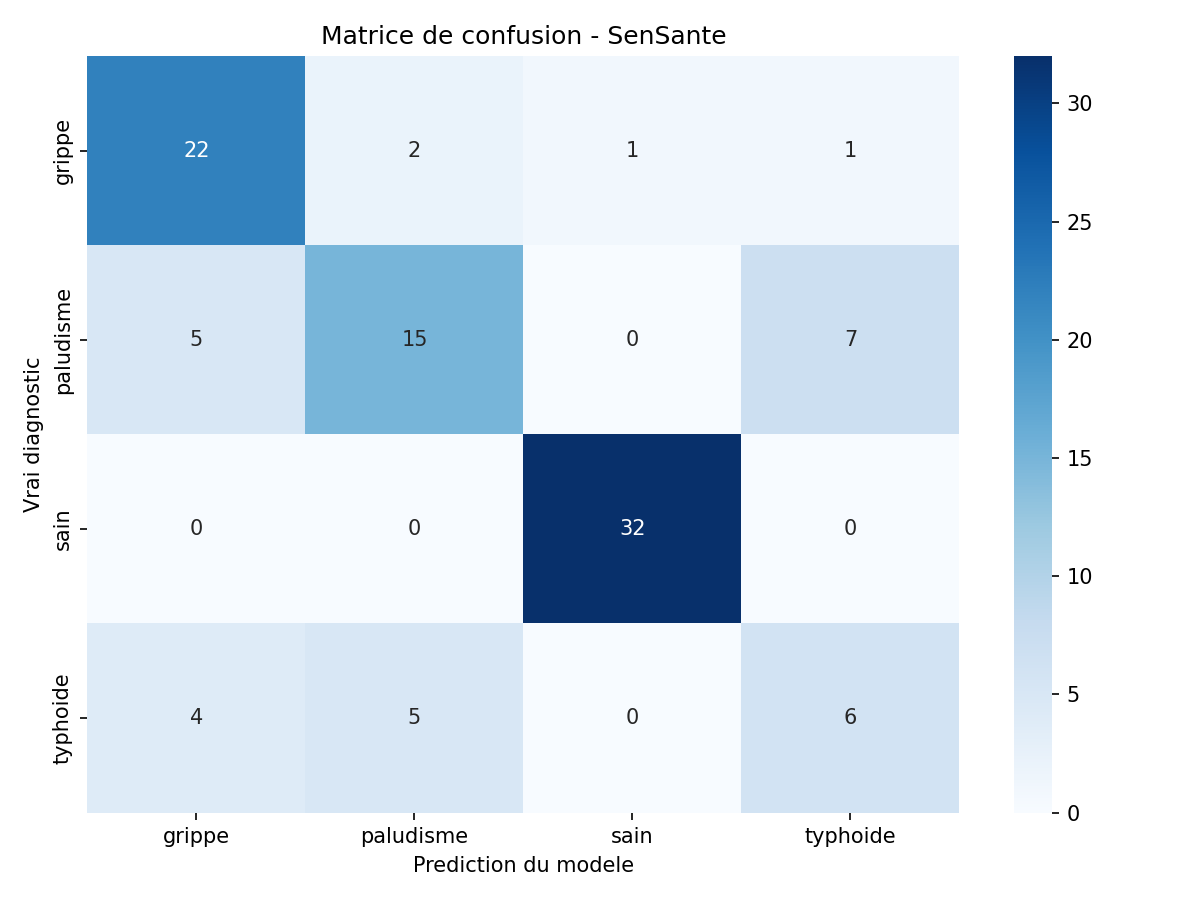 Matrice de confusion - SenSante
Vrai diagnostic
grippe
22 2 1 1
paludisme
5 15 0 7
sain
0 0 32 0
typhoide
4 5 0 6
grippe paludisme sain typhoide
Prediction du modele
30
25
20
15
10
5
0